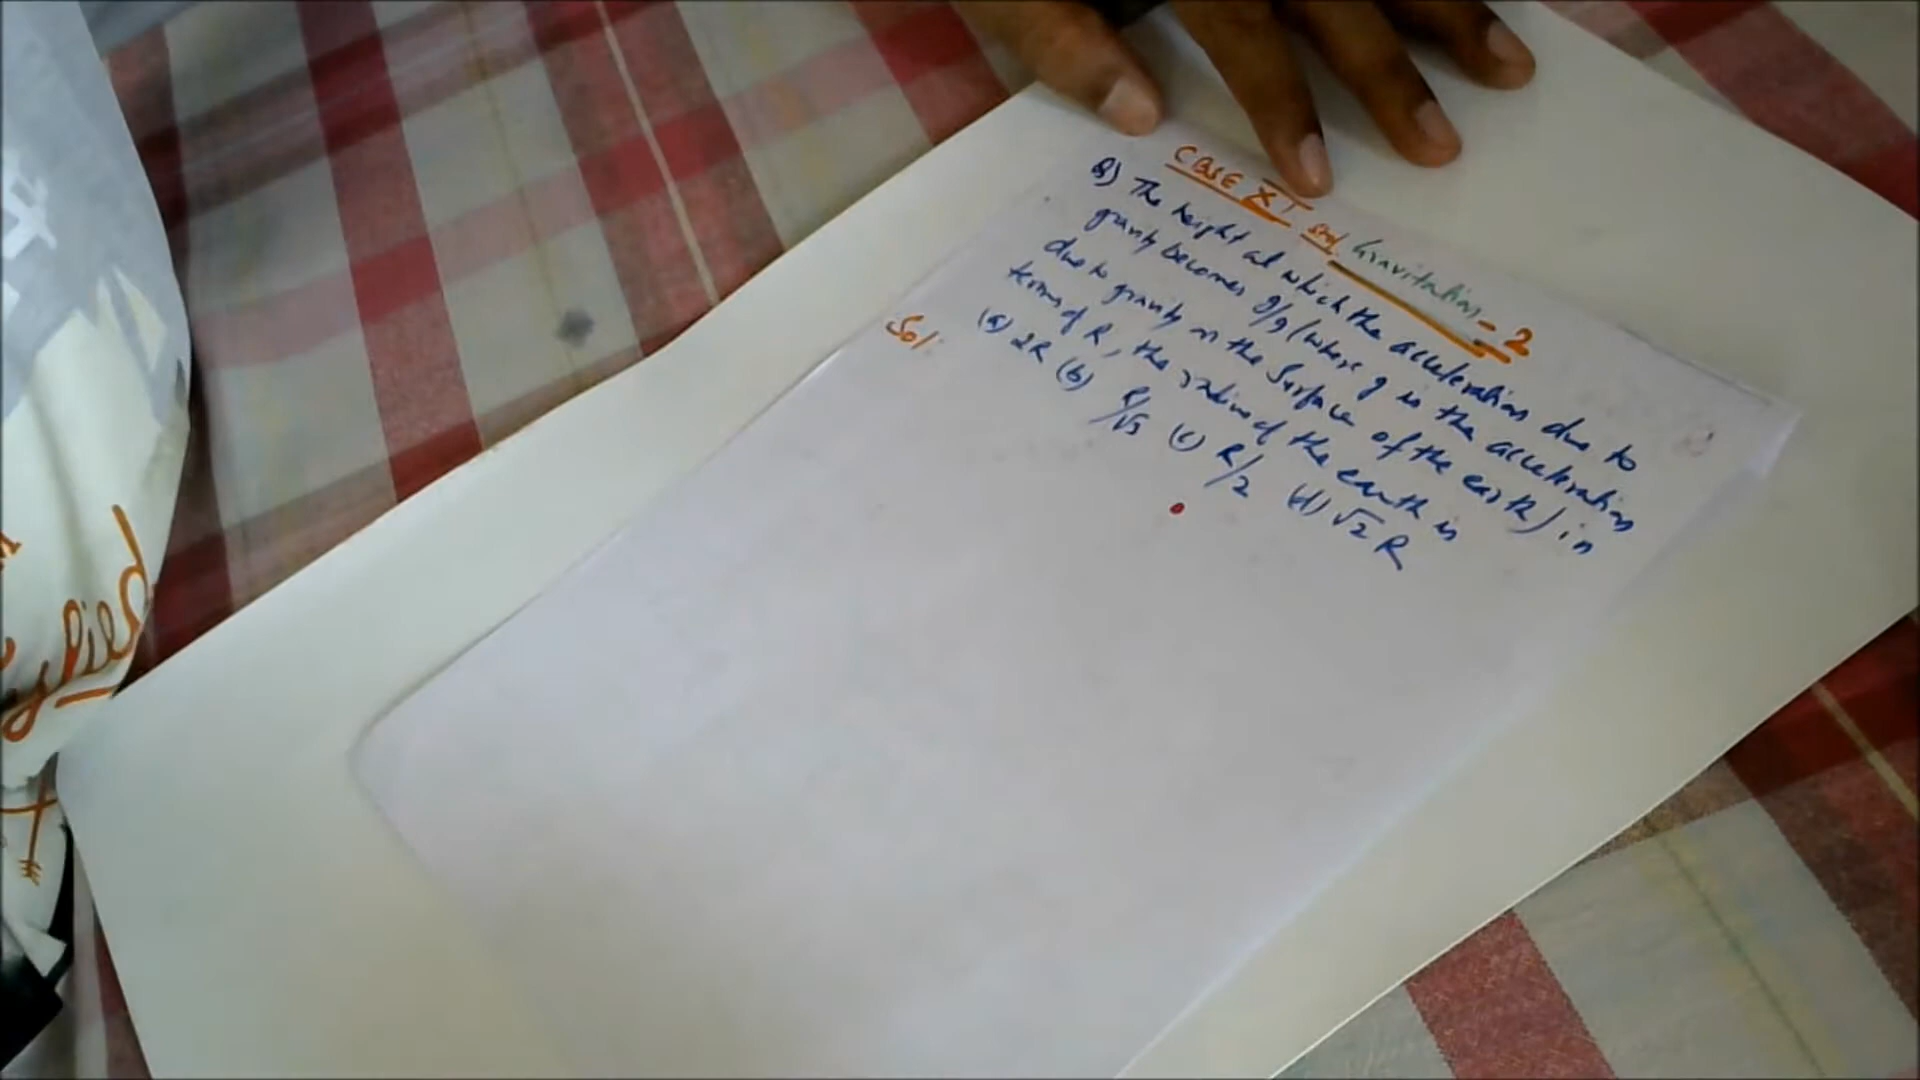 CBSE XI Std Gravitation - 2
Q) The height at which the acceleration due to
gravity becomes g/9 (where g is the acceleration
due to gravity on the surface of the earth) in
terms of R, the radius of the earth is
(a) 2R (b) R/√3 (c) R/2 (d) √2 R
Sol: